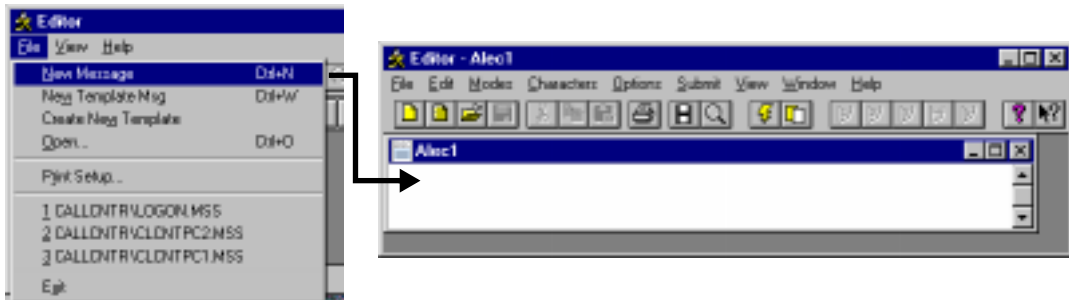 Editor
File View Help
New Message Ctrl+N
New Template Msg Ctrl+W
Create New Template
Open... Ctrl+O
Print Setup...
1 CALLCNTR\LOGON.MSS
2 CALLCNTR\CLCNTPC2.MSS
3 CALLCNTR\CLCNTPC1.MSS
Exit
Editor - Alec1
File Edit Modes Characters Options Submit View Window Help
Alec1